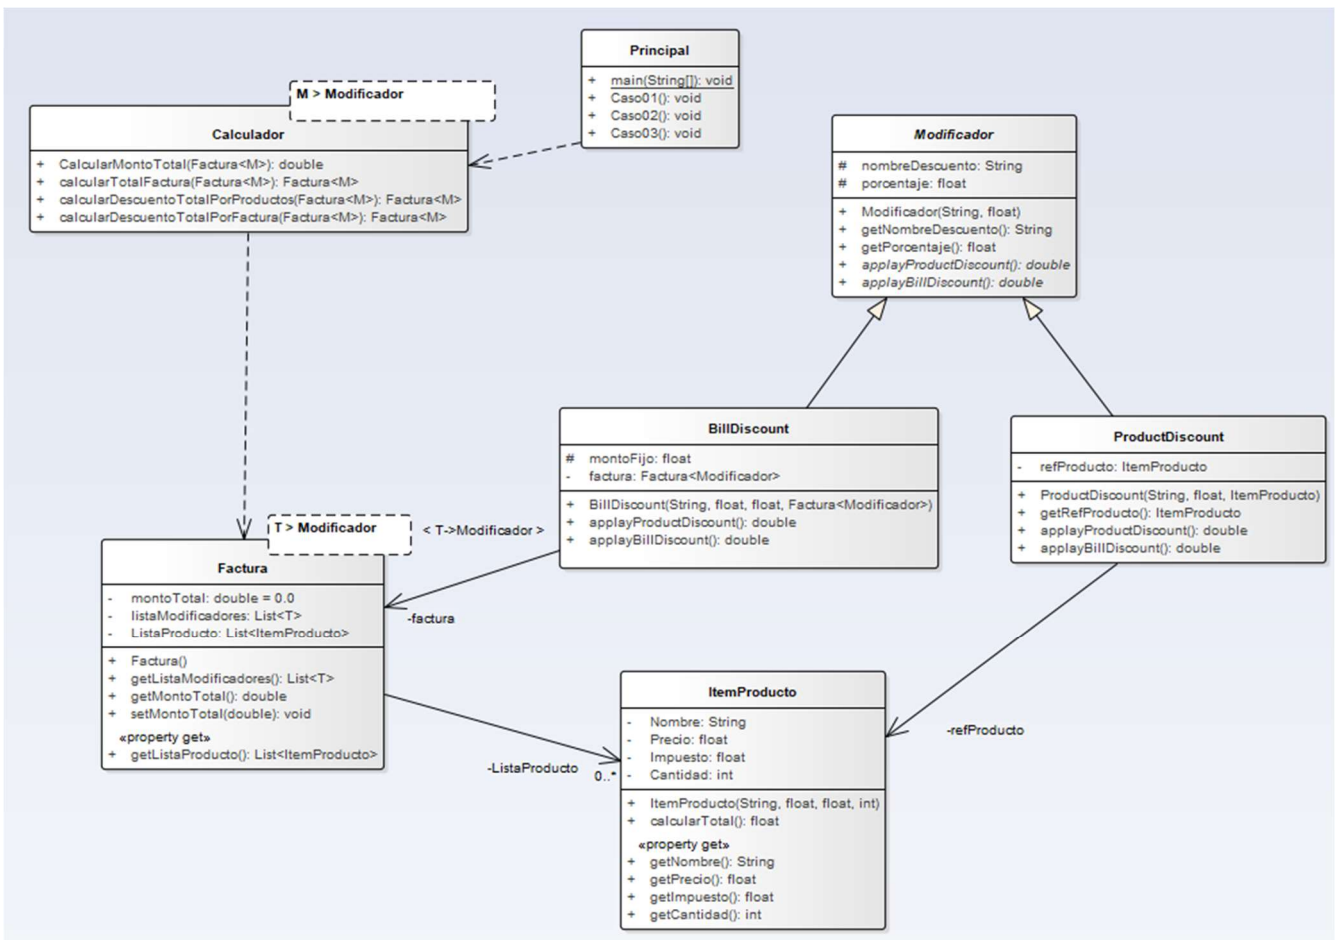 Principal
+ main(String[]): void
+ Caso01(): void
+ Caso02(): void
+ Caso03(): void
M > Modificador
Calculador
+ CalcularMontoTotal(Factura<M>): double
+ calcularTotalFactura(Factura<M>): Factura<M>
+ calcularDescuentoTotalPorProductos(Factura<M>): Factura<M>
+ calcularDescuentoTotalPorFactura(Factura<M>): Factura<M>
Modificador
# nombreDescuento: String
# porcentaje: float
+ Modificador(String, float)
+ getNombreDescuento(): String
+ getPorcentaje(): float
+ applayProductDiscount(): double
+ applayBillDiscount(): double
BillDiscount
# montoFijo: float
- factura: Factura<Modificador>
+ BillDiscount(String, float, float, Factura<Modificador>)
+ applayProductDiscount(): double
+ applayBillDiscount(): double
ProductDiscount
- refProducto: ItemProducto
+ ProductDiscount(String, float, ItemProducto)
+ getRefProducto(): ItemProducto
+ applayProductDiscount(): double
+ applayBillDiscount(): double
T > Modificador
< T->Modificador >
Factura
- montoTotal: double = 0.0
- listaModificadores: List<T>
- ListaProducto: List<ItemProducto>
+ Factura()
+ getListaModificadores(): List<T>
+ getMontoTotal(): double
+ setMontoTotal(double): void
«property get»
+ getListaProducto(): List<ItemProducto>
-factura
-ListaProducto
0..*
-refProducto
ItemProducto
- Nombre: String
- Precio: float
- Impuesto: float
- Cantidad: int
+ ItemProducto(String, float, float, int)
+ calcularTotal(): float
«property get»
+ getNombre(): String
+ getPrecio(): float
+ getImpuesto(): float
+ getCantidad(): int